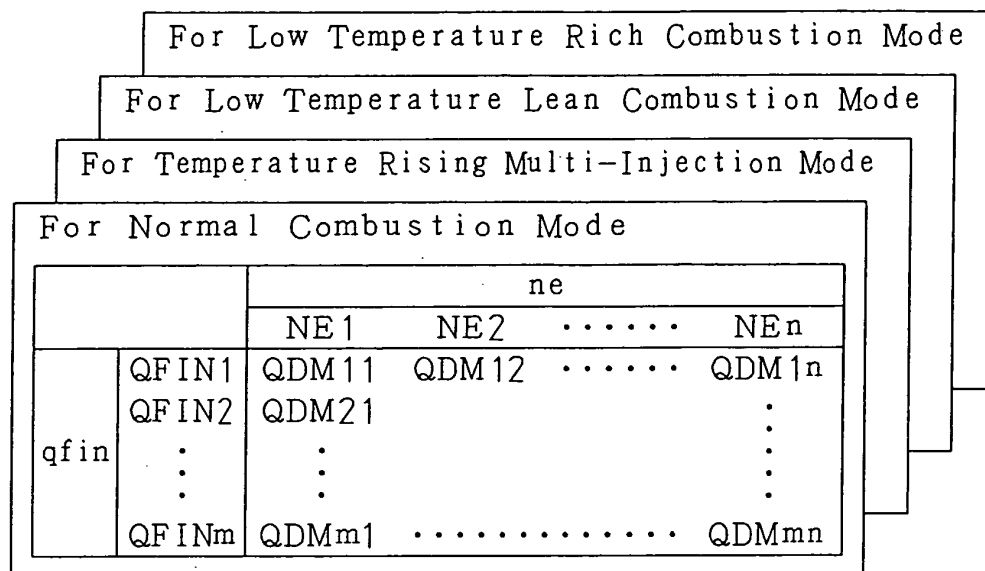 For Low Temperature Rich Combustion Mode
For Low Temperature Lean Combustion Mode
For Temperature Rising Multi-Injection Mode
For Normal Combustion Mode
ne
NE1 NE2 ······ NEn
QFIN1 QDM11 QDM12 ······ QDM1n
QFIN2 QDM21
qfin
QFINm QDMm1 ············· QDMmn